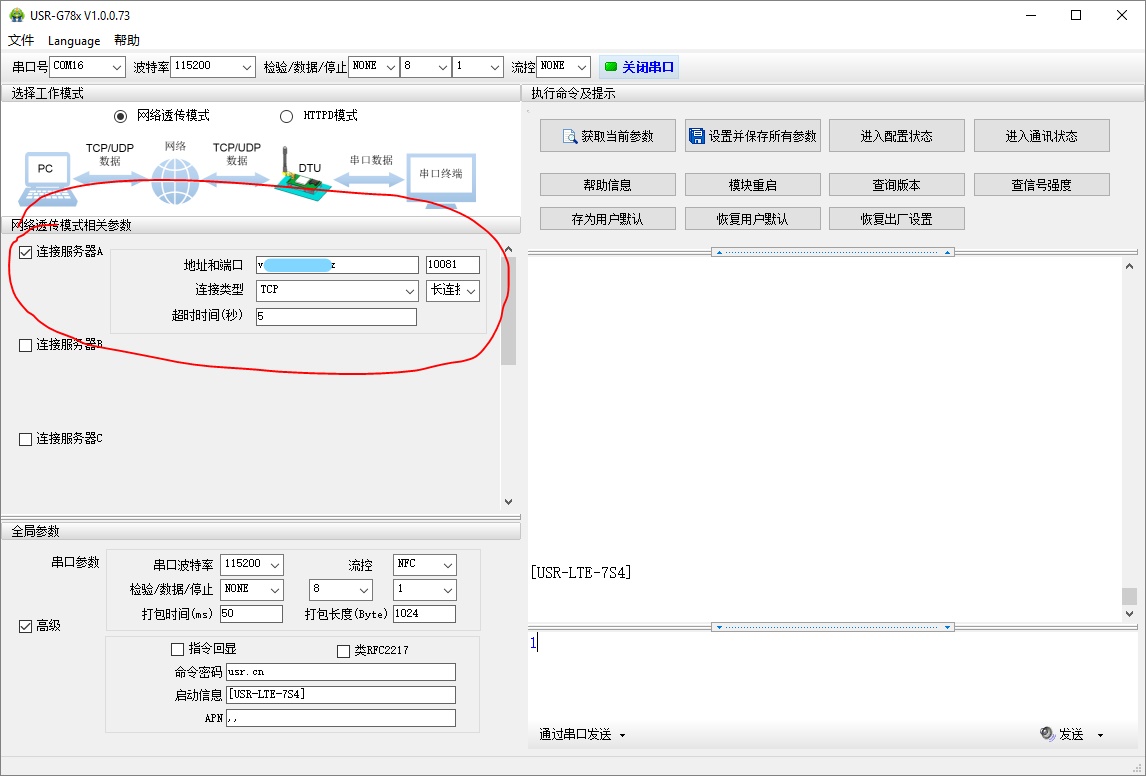 USR-G78x V1.0.0.73
文件 Language 帮助
串口号 COM16 波特率 115200 检验/数据/停止 NONE 8 1 流控 NONE 关闭串口
选择工作模式
网络透传模式 HTTPD模式
PC
TCP/UDP
数据
网络
TCP/UDP
数据
DTU
串口数据
串口终端
网络透传模式相关参数
连接服务器A
地址和端口 v z 10081
连接类型 TCP 长连接
超时时间(秒) 5
连接服务器B
连接服务器C
全局参数
串口参数
串口波特率 115200 流控 NFC
检验/数据/停止 NONE 8 1
打包时间(ms) 50 打包长度(Byte) 1024
高级
指令回显 类RFC2217
命令密码 usr.cn
启动信息 [USR-LTE-7S4]
APN ,,
执行命令及提示
获取当前参数 设置并保存所有参数 进入配置状态 进入通讯状态
帮助信息 模块重启 查询版本 查信号强度
存为用户默认 恢复用户默认 恢复出厂设置
[USR-LTE-7S4]
1
通过串口发送 发送